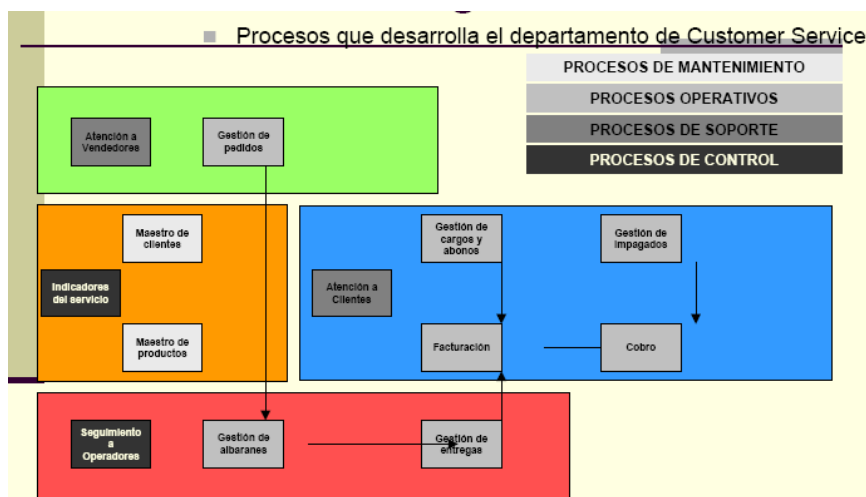 Procesos que desarrolla el departamento de Customer Service
PROCESOS DE MANTENIMIENTO
PROCESOS OPERATIVOS
PROCESOS DE SOPORTE
PROCESOS DE CONTROL
Atención a
Vendedores
Gestión de
pedidos
Maestro de
clientes
Indicadores
del servicio
Maestro de
productos
Gestión de
cargos y
abonos
Gestión de
impagados
Atención a
Clientes
Facturación
Cobro
Seguimiento
a
Operadores
Gestión de
albaranes
Gestión de
entregas